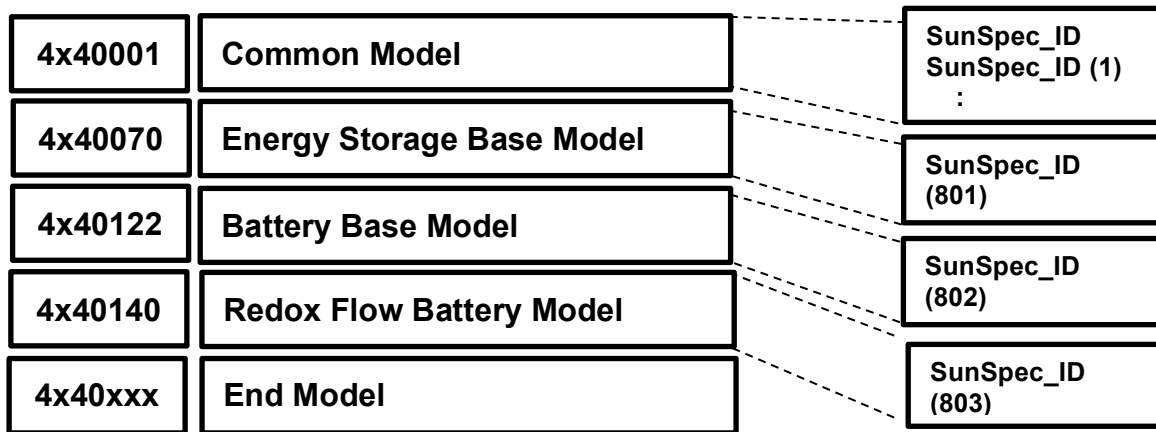 4x40001 Common Model
SunSpec_ID
SunSpec_ID (1)
:
4x40070 Energy Storage Base Model
SunSpec_ID
(801)
4x40122 Battery Base Model
SunSpec_ID
(802)
4x40140 Redox Flow Battery Model
SunSpec_ID
(803)
4x40xxx End Model